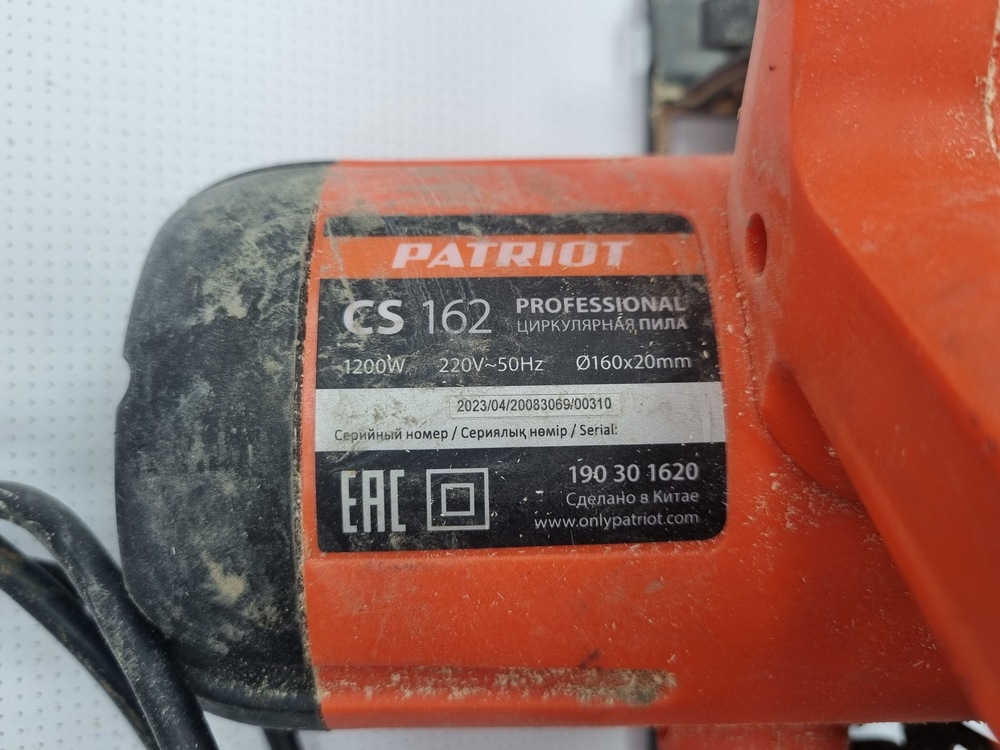 PATRIOT
CS 162 PROFESSIONAL
ЦИРКУЛЯРНАЯ ПИЛА
1200W 220V~50Hz Ø160x20mm
2023/04/20083069/00310
Серийный номер / Сериялық нөмір / Serial:
EAC 190 30 1620
Сделано в Китае
www.onlypatriot.com